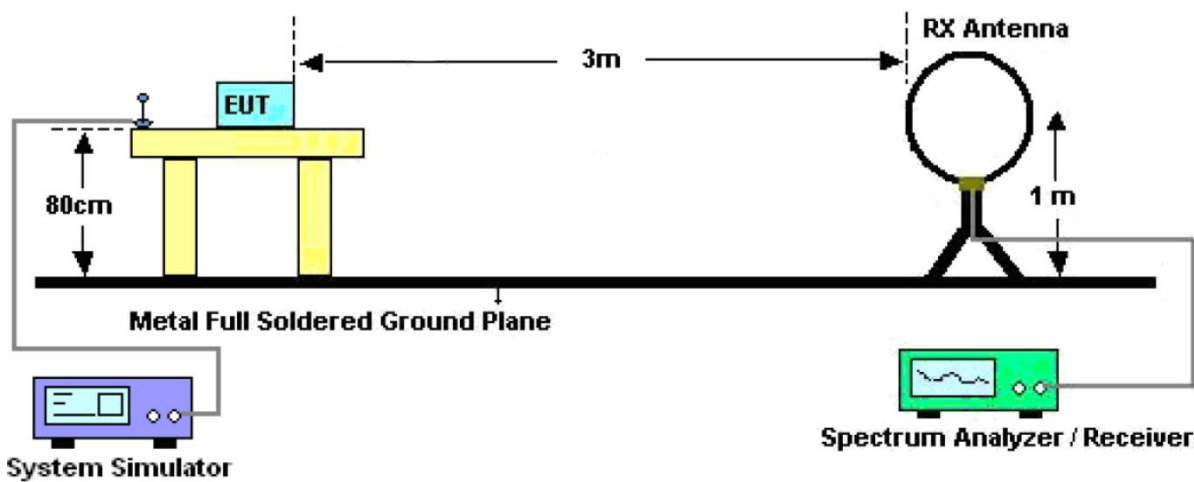 RX Antenna
3m
EUT
80cm
1 m
Metal Full Soldered Ground Plane
System Simulator
Spectrum Analyzer / Receiver